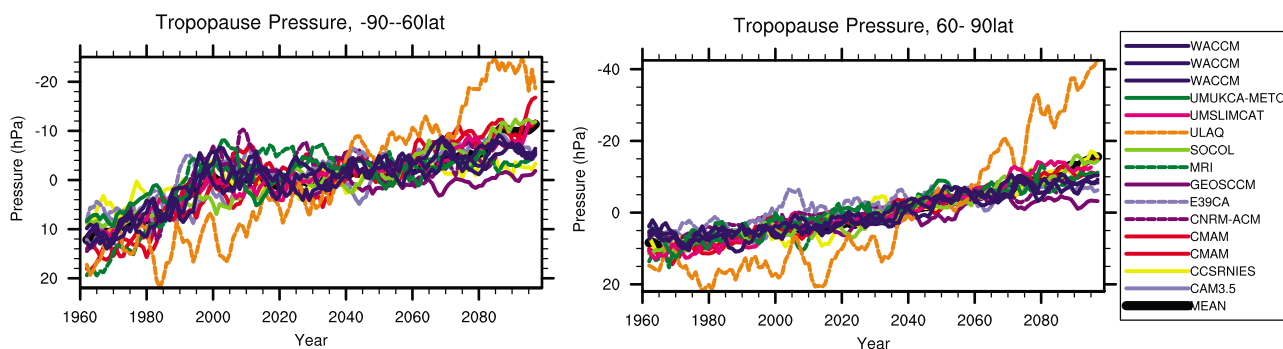 Tropopause Pressure, -90--60lat
-20
-10
0
10
20
Pressure (hPa)
1960 1980 2000 2020 2040 2060 2080
Year
Tropopause Pressure, 60- 90lat
-40
-20
0
20
Pressure (hPa)
1960 1980 2000 2020 2040 2060 2080
Year
WACCM
WACCM
WACCM
UMUKCA-METO
UMSLIMCAT
ULAQ
SOCOL
MRI
GEOSCCM
E39CA
CNRM-ACM
CMAM
CMAM
CCSRNIES
CAM3.5
MEAN